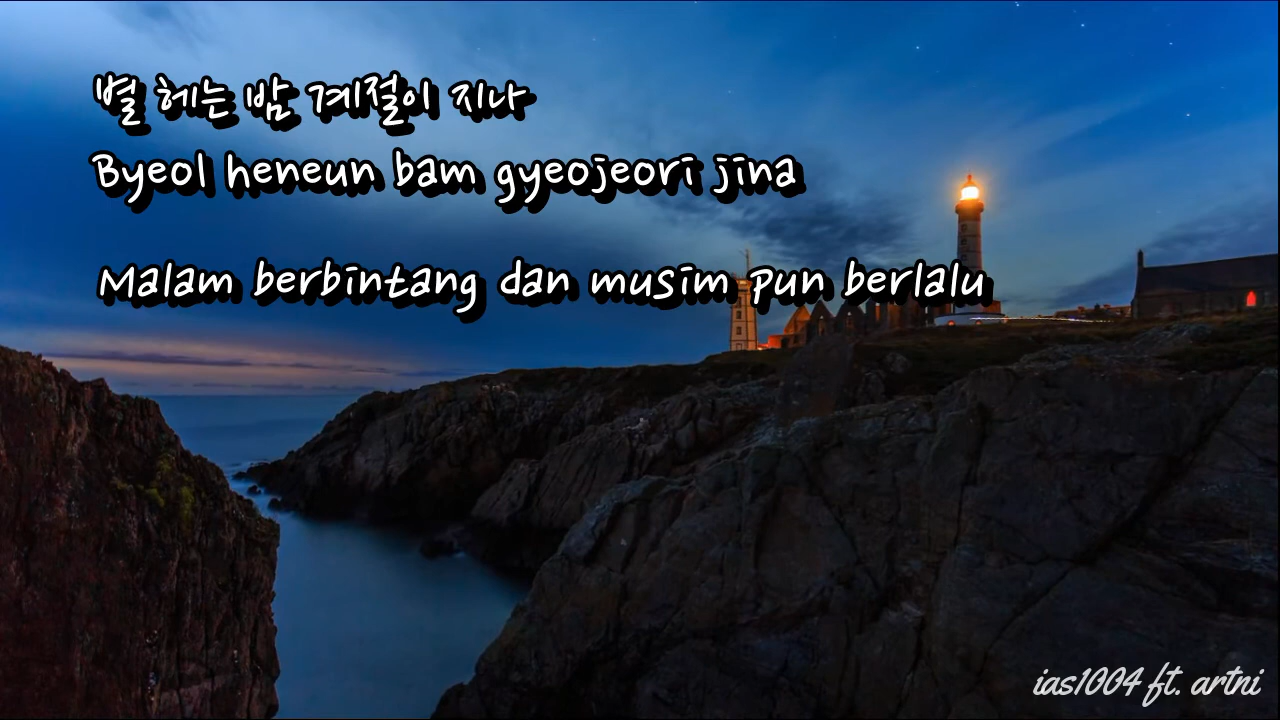 별 헤는 밤 계절이 지나
Byeol heneun bam gyeojeori jina
Malam berbintang dan musim pun berlalu
ias1004 ft. artni